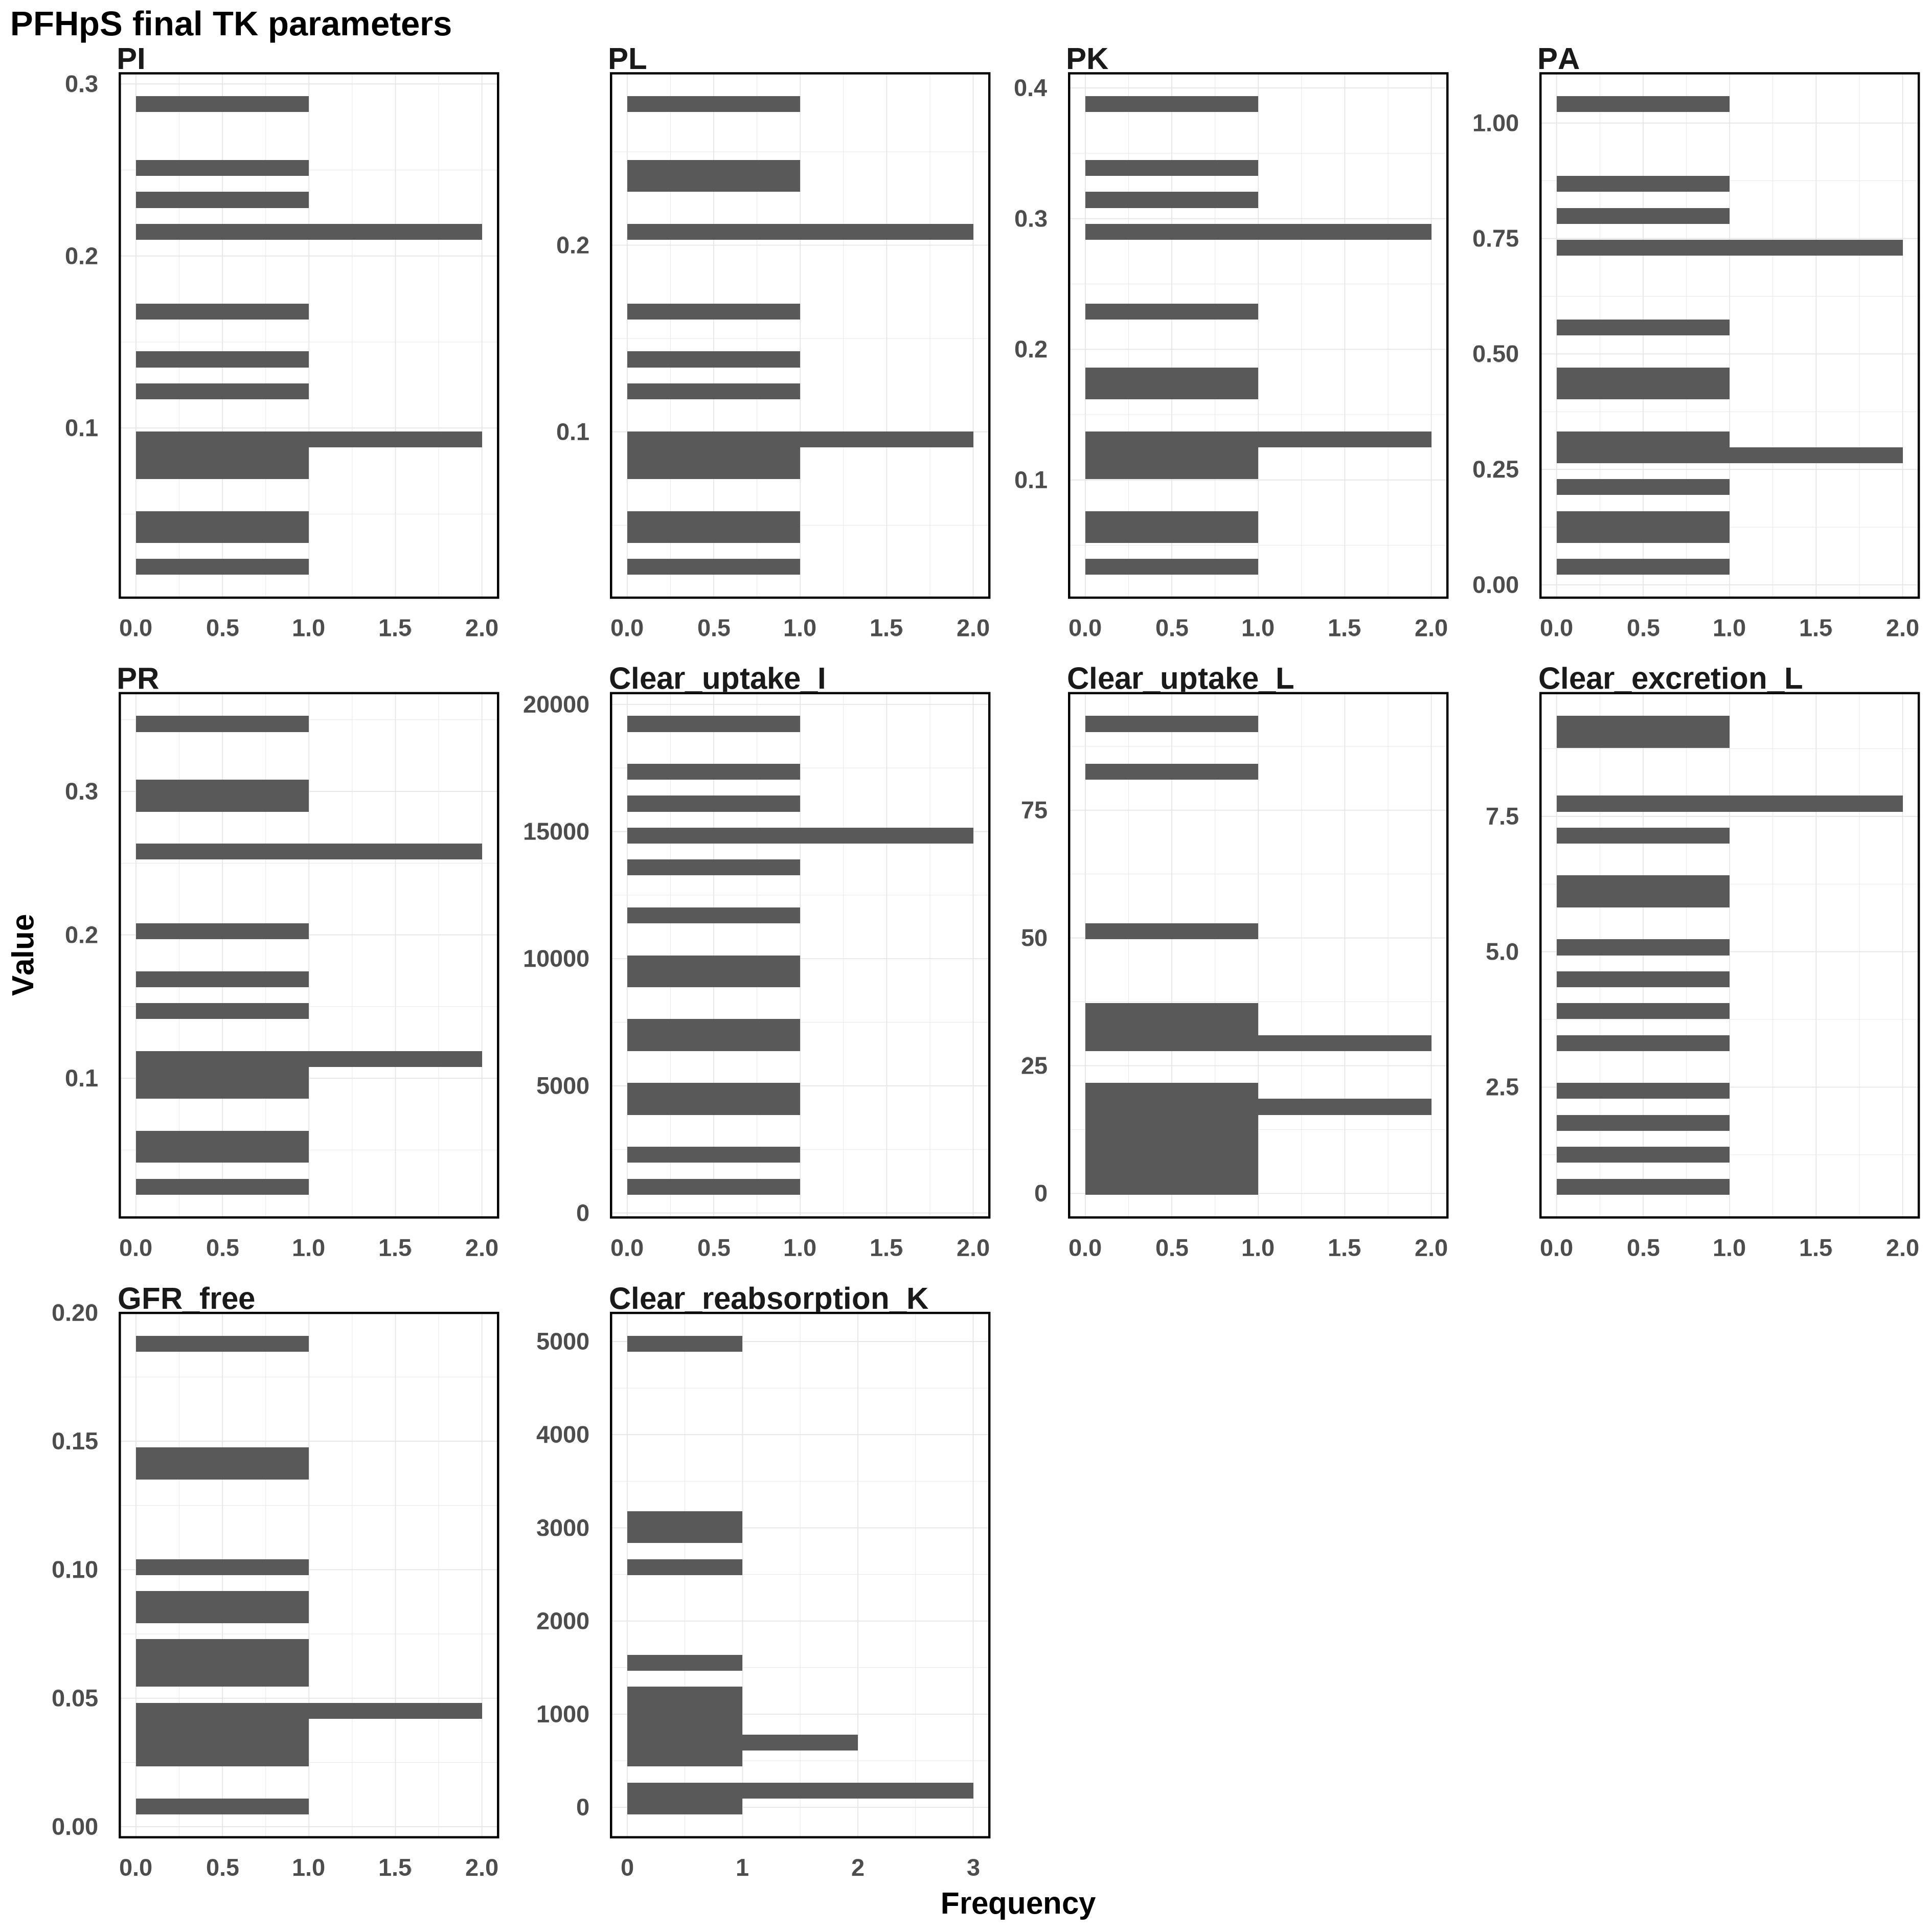 PFHpS final TK parameters
PI
PL
PK
PA
0.3
0.2
0.1
0.2
0.1
0.4
0.3
0.2
0.1
1.00
0.75
0.50
0.25
0.00
0.0 0.5 1.0 1.5 2.0
0.0 0.5 1.0 1.5 2.0
0.0 0.5 1.0 1.5 2.0
0.0 0.5 1.0 1.5 2.0
PR
Clear_uptake_I
Clear_uptake_L
Clear_excretion_L
Value
0.3
0.2
0.1
20000
15000
10000
5000
0
75
50
25
0
7.5
5.0
2.5
0.0 0.5 1.0 1.5 2.0
0.0 0.5 1.0 1.5 2.0
0.0 0.5 1.0 1.5 2.0
0.0 0.5 1.0 1.5 2.0
GFR_free
Clear_reabsorption_K
0.20
0.15
0.10
0.05
0.00
5000
4000
3000
2000
1000
0
0.0 0.5 1.0 1.5 2.0
0 1 2 3
Frequency